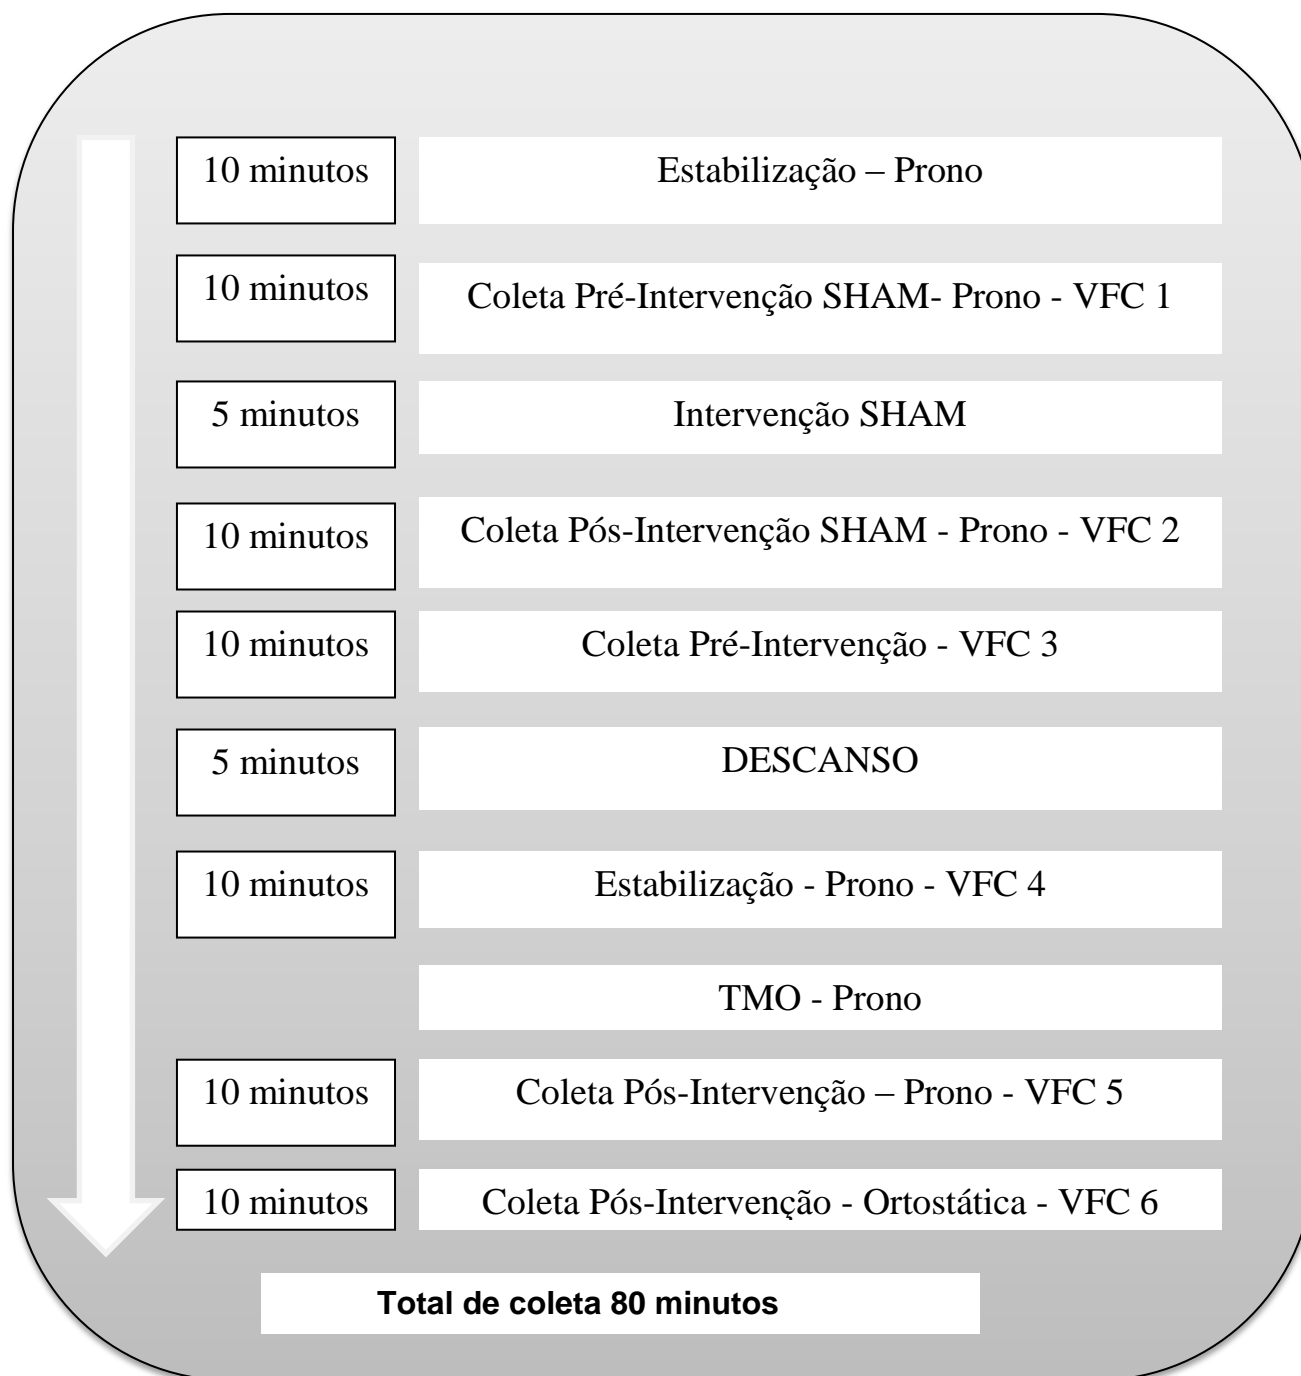 10 minutos
Estabilização – Prono
10 minutos
Coleta Pré-Intervenção SHAM- Prono - VFC 1
5 minutos
Intervenção SHAM
10 minutos
Coleta Pós-Intervenção SHAM - Prono - VFC 2
10 minutos
Coleta Pré-Intervenção - VFC 3
5 minutos
DESCANSO
10 minutos
Estabilização - Prono - VFC 4
TMO - Prono
10 minutos
Coleta Pós-Intervenção – Prono - VFC 5
10 minutos
Coleta Pós-Intervenção - Ortostática - VFC 6
Total de coleta 80 minutos